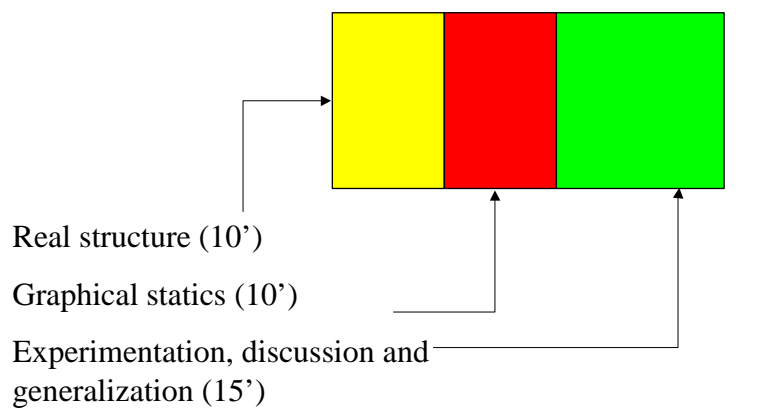 Real structure (10’)
Graphical statics (10’)
Experimentation, discussion and
generalization (15’)